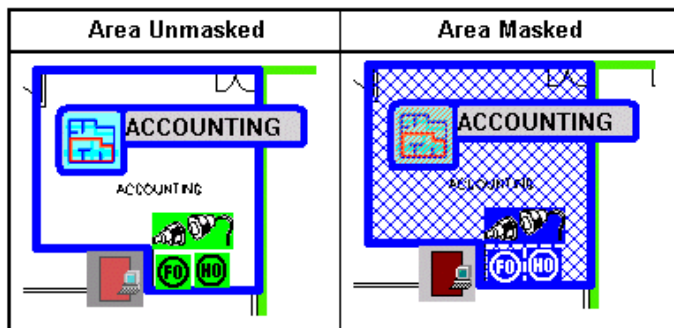 Area Unmasked
Area Masked
ACCOUNTING
ACCOUNTING
ACCOUNTING
ACCOUNTING
FO HO
FO HO